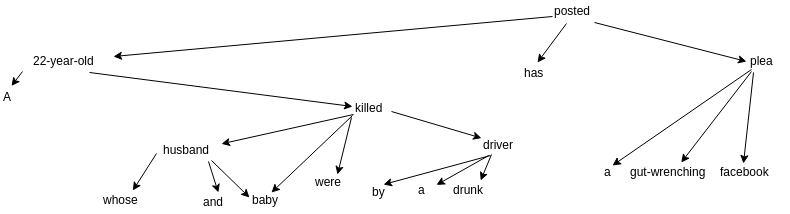 posted
22-year-old
has
plea
A
killed
husband
driver
whose
and
baby
were
by
a
drunk
a
gut-wrenching
facebook